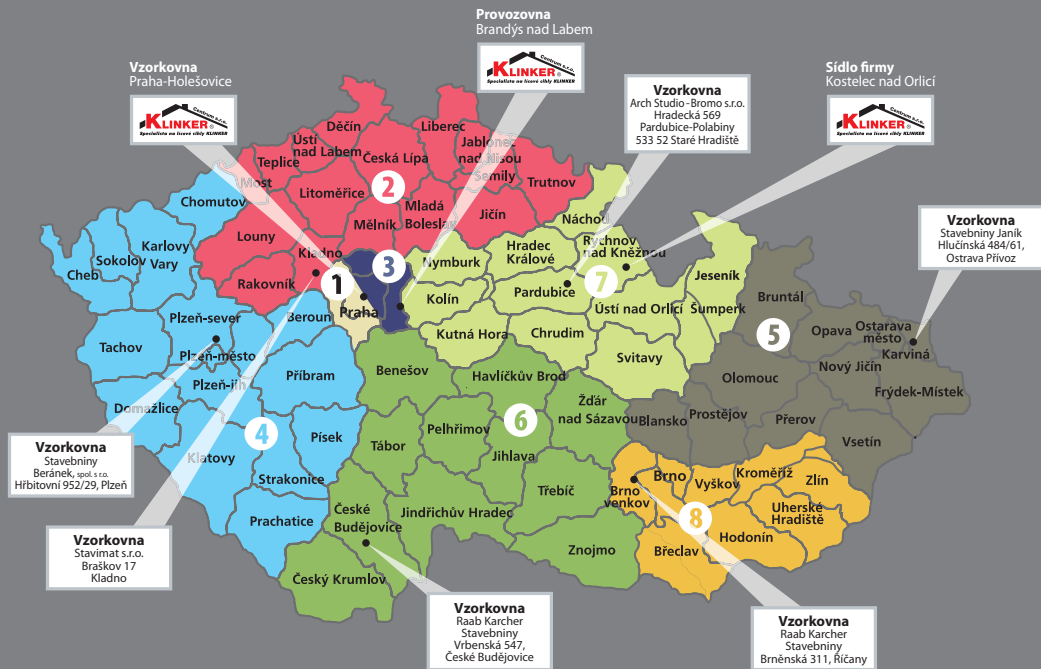 Provozovna
Brandýs nad Labem
KLINKER® Centrum s.r.o.
Specialista na lícové cihly KLINKER
Vzorkovna
Praha-Holešovice
KLINKER® Centrum s.r.o.
Specialista na lícové cihly KLINKER
Vzorkovna
Arch Studio-Bromo s.r.o.
Hradecká 569
Pardubice-Polabiny
533 52 Staré Hradiště
Sídlo firmy
Kostelec nad Orlicí
KLINKER® Centrum s.r.o.
Specialista na lícové cihly KLINKER
Vzorkovna
Stavebniny Janík
Hlučínská 484/61,
Ostrava Přívoz
Děčín
Liberec
Ústí
nad Labem
Jablonec
nad Nisou
Teplice
Česká Lípa
Semily
Most
2
Trutnov
Litoměřice
Chomutov
Mladá
Boleslav
Jičín
Mělník
Louny
Kladno
Rakovník
3
1
Praha
Náchod
Hradec
Králové
Rychnov
nad Kněžnou
Nymburk
7
Kolín
Pardubice
Jeseník
Ústí nad Orlicí
Šumperk
Kutná Hora
Chrudim
Svitavy
Karlovy
Vary
Sokolov
Cheb
Plzeň-sever
Beroun
Tachov
Plzeň-město
Plzeň-jih
Příbram
Domažlice
4
Písek
Klatovy
Strakonice
Prachatice
Bruntál
5
Opava
Ostarava
město
Karviná
Nový Jičín
Olomouc
Frýdek-Místek
Prostějov
Přerov
Blansko
Vsetín
Benešov
Havlíčkův Brod
Žďár
nad Sázavou
6
Pelhřimov
Tábor
Jihlava
Třebíč
České
Budějovice
Jindřichův Hradec
Znojmo
Český Krumlov
Brno
Brno
venkov
Vyškov
Kroměříž
Zlín
Uherské
Hradiště
8
Hodonín
Břeclav
Vzorkovna
Stavebniny
Beránek, spol. s r.o.
Hřbitovní 952/29, Plzeň
Vzorkovna
Stavimat s.r.o.
Braškov 17
Kladno
Vzorkovna
Raab Karcher
Stavebniny
Vrbenská 547,
České Budějovice
Vzorkovna
Raab Karcher
Stavebniny
Brněnská 311, Říčany